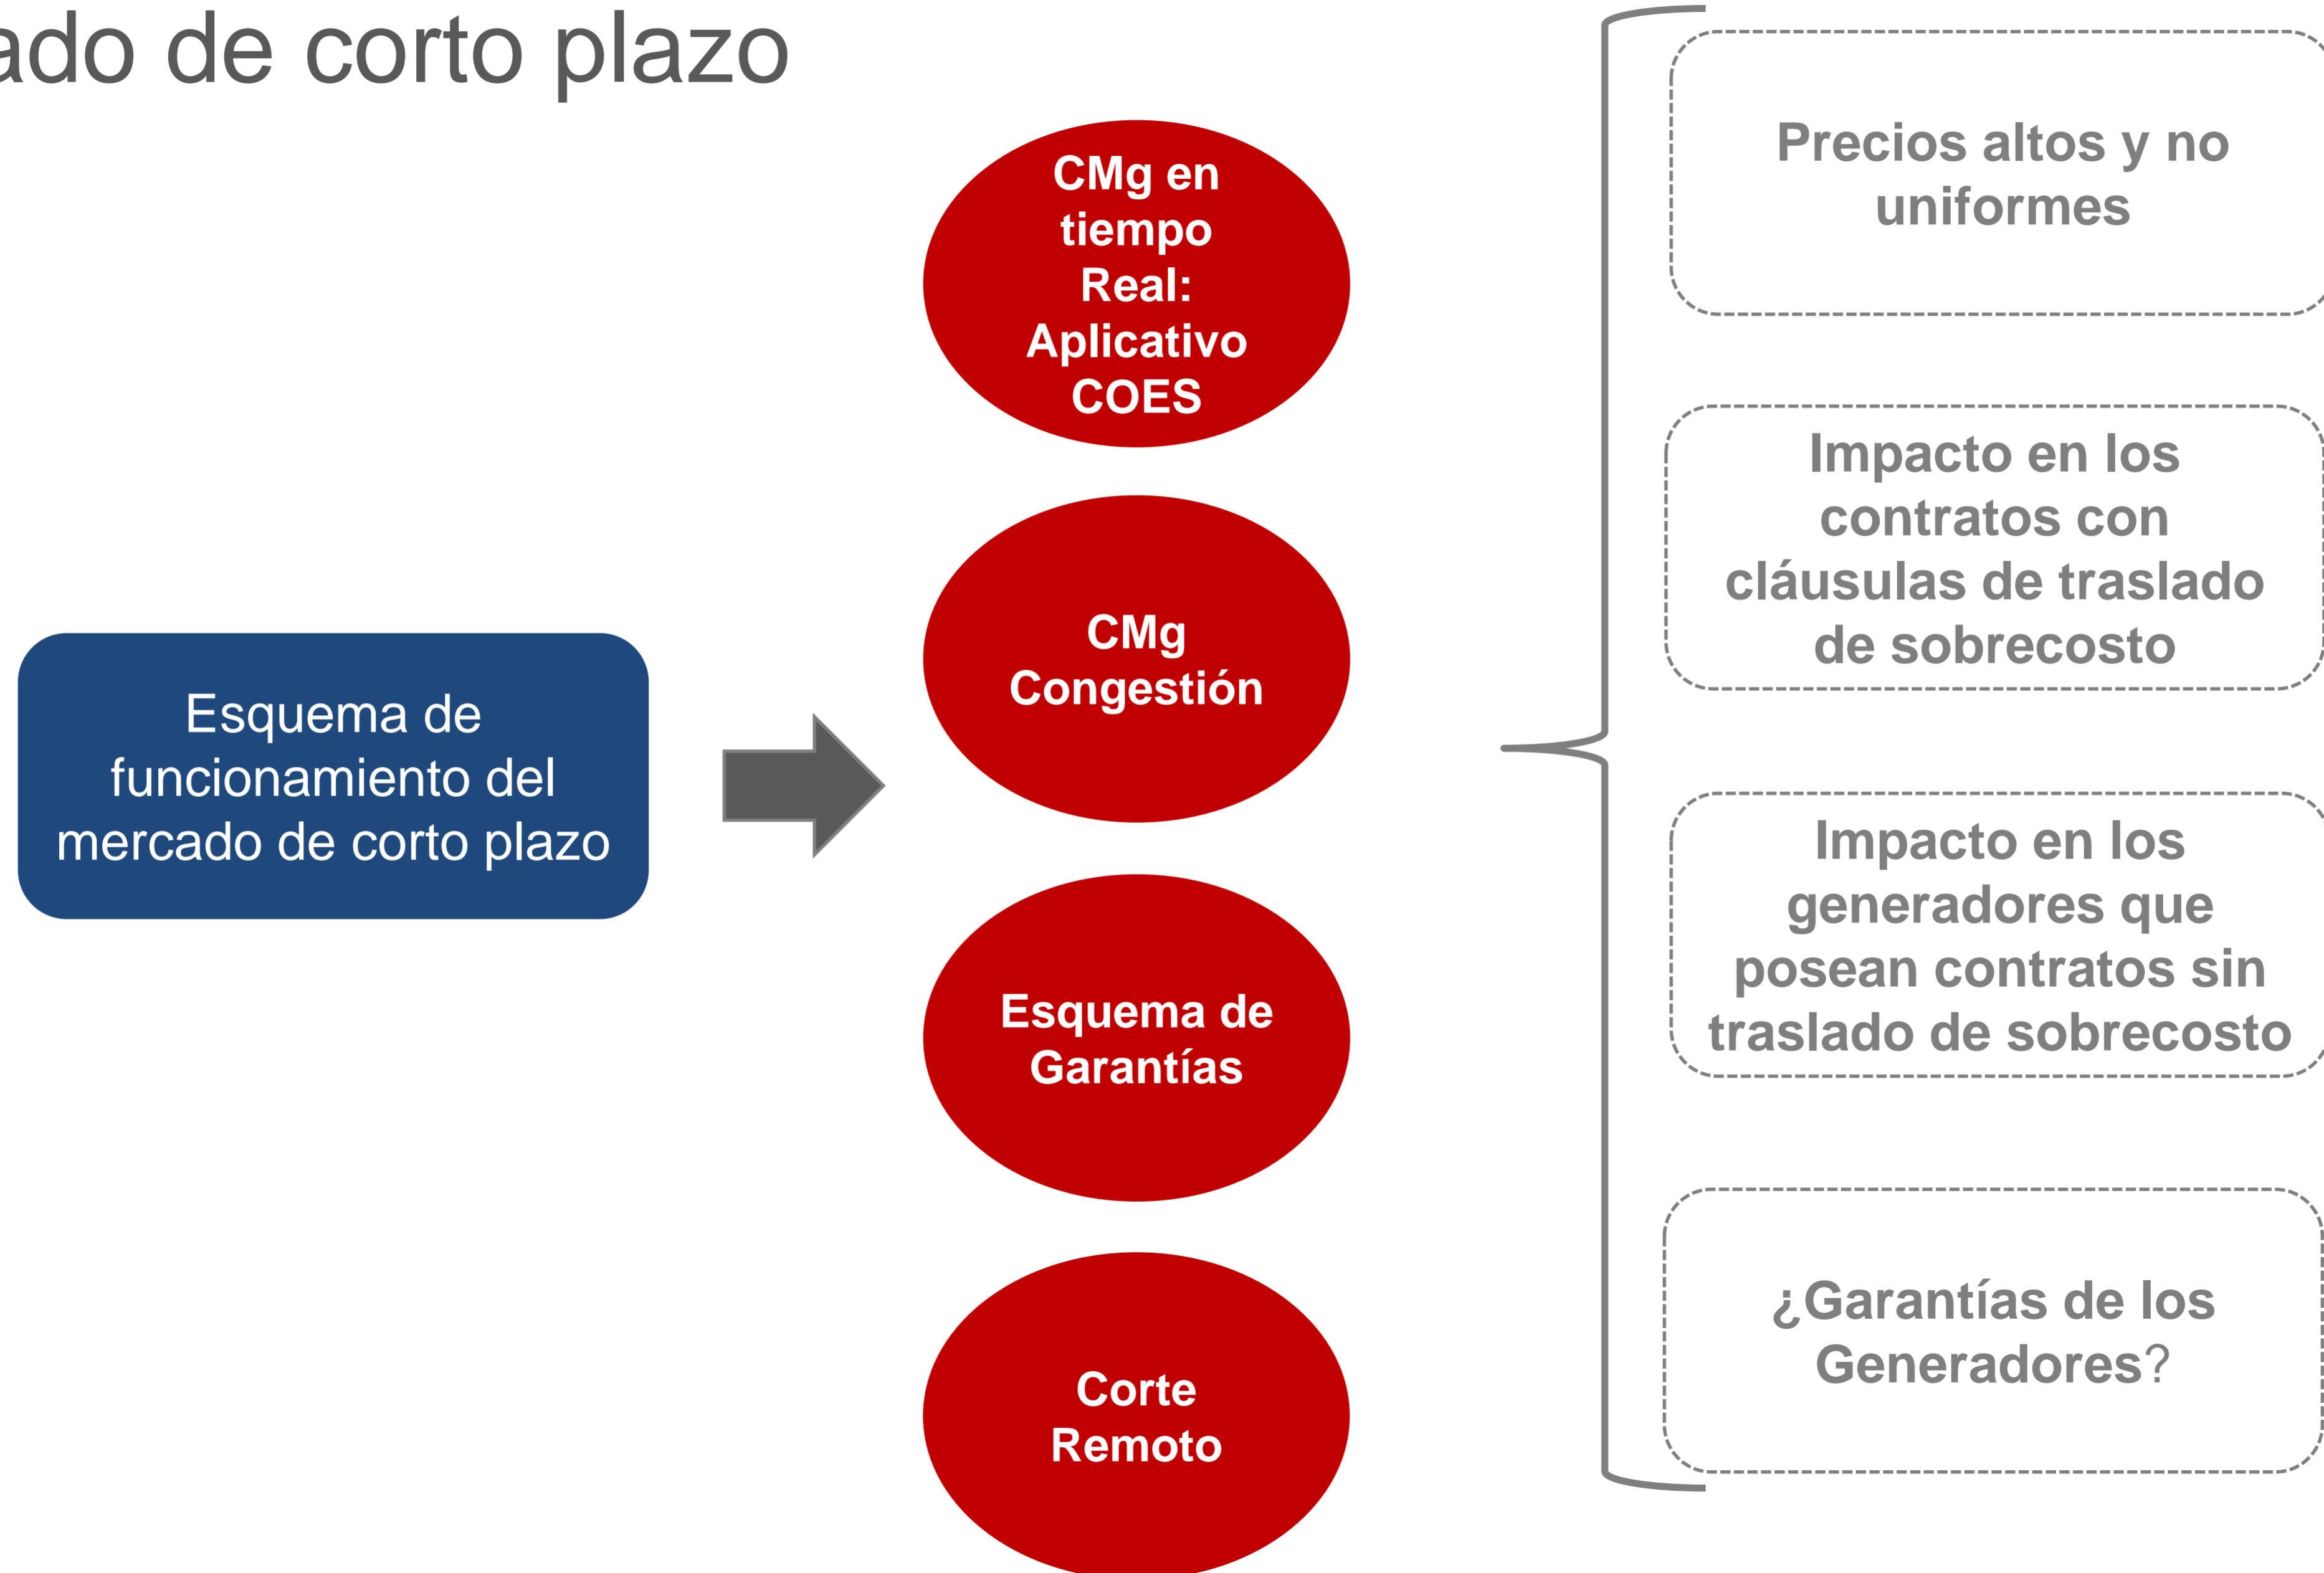 ado de corto plazo
Esquema de
funcionamiento del
mercado de corto plazo
CMg en
tiempo
Real:
Aplicativo
COES
CMg
Congestión
Esquema de
Garantías
Corte
Remoto
Precios altos y no
uniformes
Impacto en los
contratos con
cláusulas de traslado
de sobrecosto
Impacto en los
generadores que
posean contratos sin
traslado de sobrecosto
¿Garantías de los
Generadores?